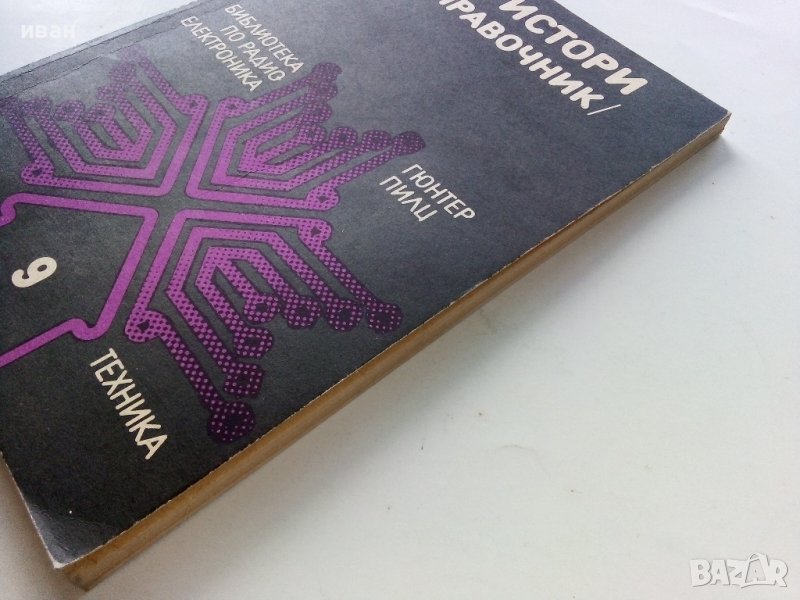 иван
БИБЛИОТЕКА
ПО РАДИО
ЕЛЕКТРОНИКА
ИСТОРИ
ПРАВОЧНИК/
ГЮНТЕР
ПИЛЦ
9
ТЕХНИКА
BAZAR